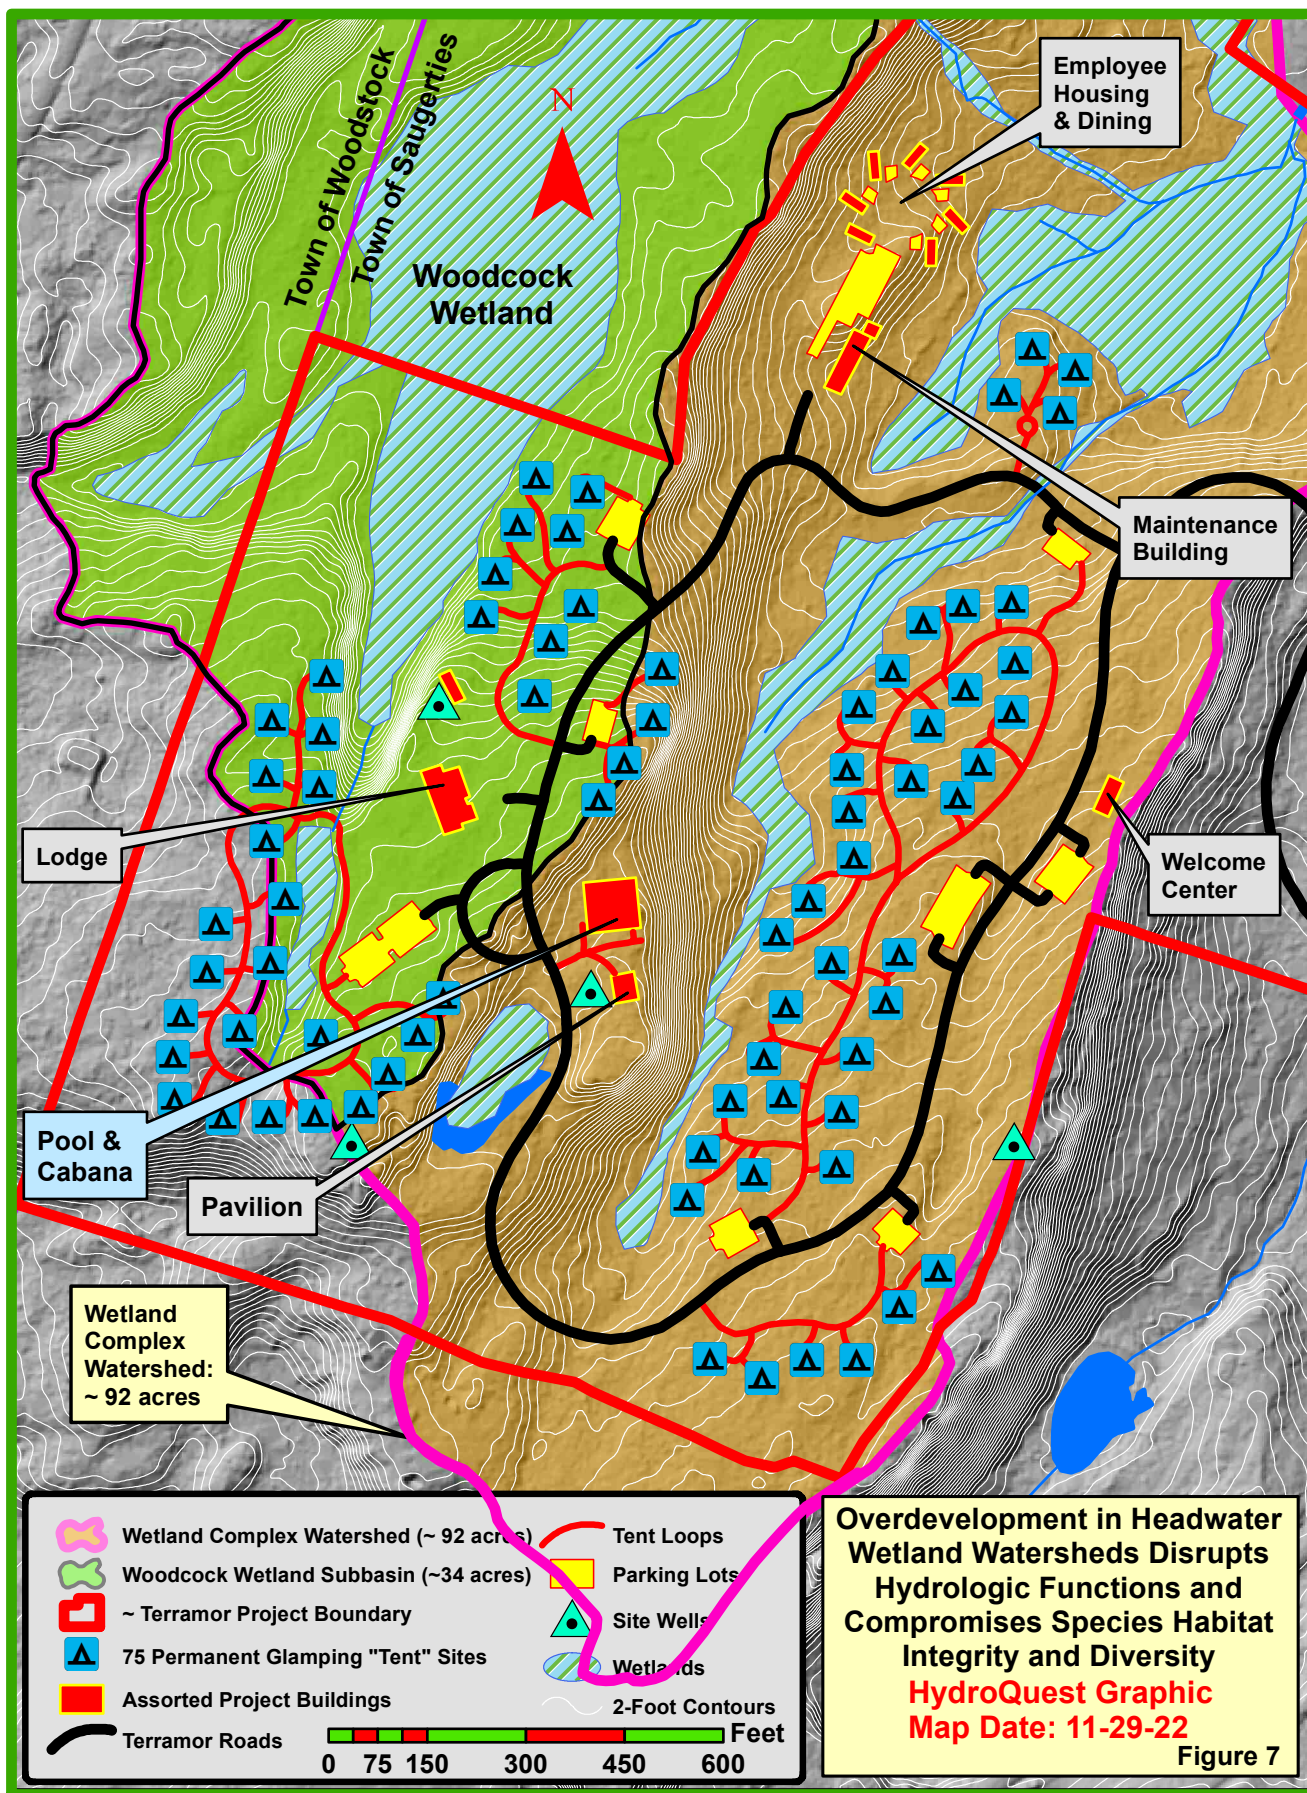 Town of Woodstock
Town of Saugerties
N
Employee
Housing
& Dining
Woodcock
Wetland
Maintenance
Building
Lodge
Welcome
Center
Pool &
Cabana
Pavilion
Wetland
Complex
Watershed:
~ 92 acres
Wetland Complex Watershed (~ 92 acres)
Woodcock Wetland Subbasin (~34 acres)
~ Terramor Project Boundary
75 Permanent Glamping "Tent" Sites
Assorted Project Buildings
Terramor Roads
Tent Loops
Parking Lots
Site Wells
Wetlands
2-Foot Contours
Feet
0 75 150 300 450 600
Overdevelopment in Headwater
Wetland Watersheds Disrupts
Hydrologic Functions and
Compromises Species Habitat
Integrity and Diversity
HydroQuest Graphic
Map Date: 11-29-22
Figure 7